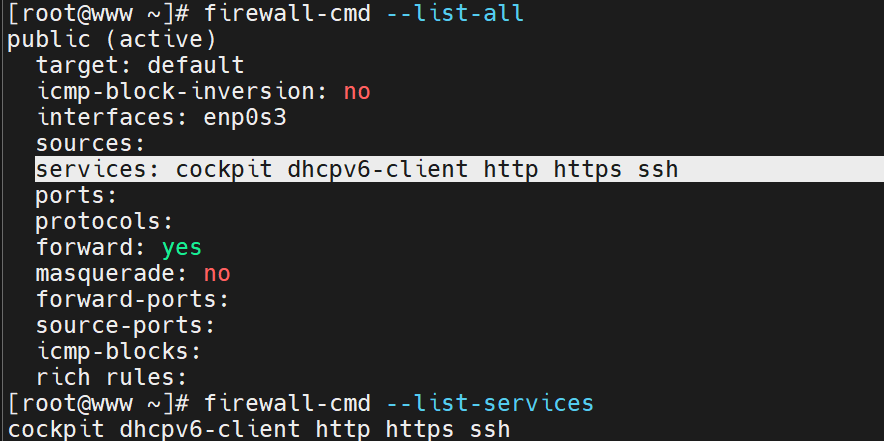 [root@www ~]# firewall-cmd --list-all
public (active)
  target: default
  icmp-block-inversion: no
  interfaces: enp0s3
  sources:
  services: cockpit dhcpv6-client http https ssh
  ports:
  protocols:
  forward: yes
  masquerade: no
  forward-ports:
  source-ports:
  icmp-blocks:
  rich rules:
[root@www ~]# firewall-cmd --list-services
cockpit dhcpv6-client http https ssh